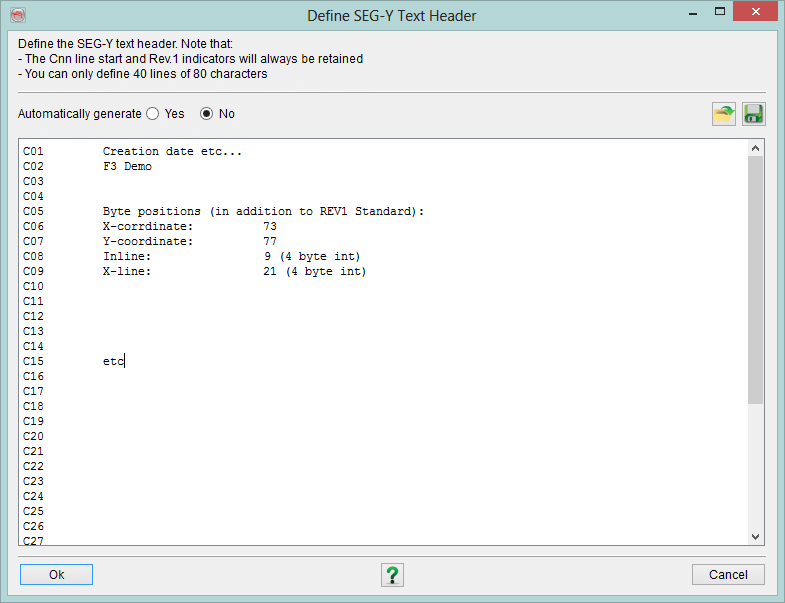 Define SEG-Y Text Header
Define the SEG-Y text header. Note that:
- The Cnn line start and Rev.1 indicators will always be retained
- You can only define 40 lines of 80 characters
Automatically generate Yes No
C01 Creation date etc...
C02 F3 Demo
C03
C04
C05 Byte positions (in addition to REV1 Standard):
C06 X-corrdinate: 73
C07 Y-coordinate: 77
C08 Inline: 9 (4 byte int)
C09 X-line: 21 (4 byte int)
C10
C11
C12
C13
C14
C15 etc
C16
C17
C18
C19
C20
C21
C22
C23
C24
C25
C26
C27
Ok ? Cancel